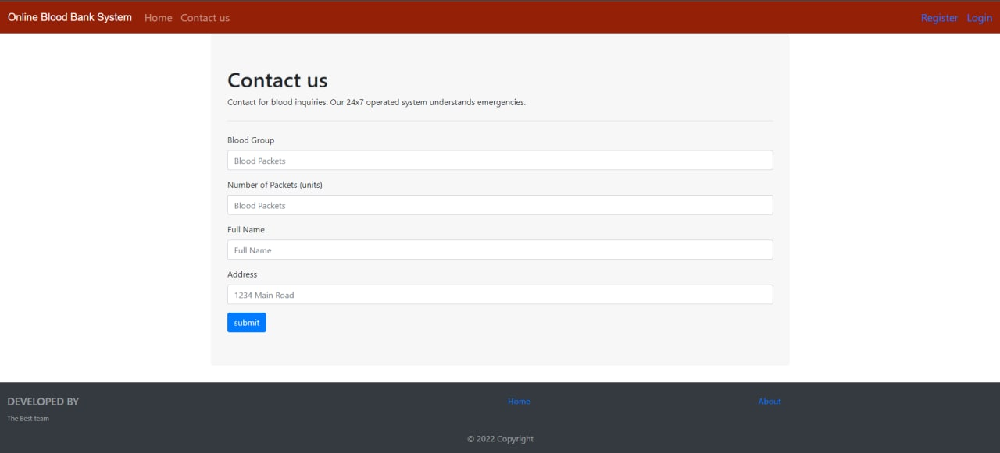 Online Blood Bank System Home Contact us Register Login
Contact us
Contact for blood inquiries. Our 24x7 operated system understands emergencies.
Blood Group
Blood Packets
Number of Packets (units)
Blood Packets
Full Name
Full Name
Address
1234 Main Road
submit
DEVELOPED BY Home About
The Best team
© 2022 Copyright